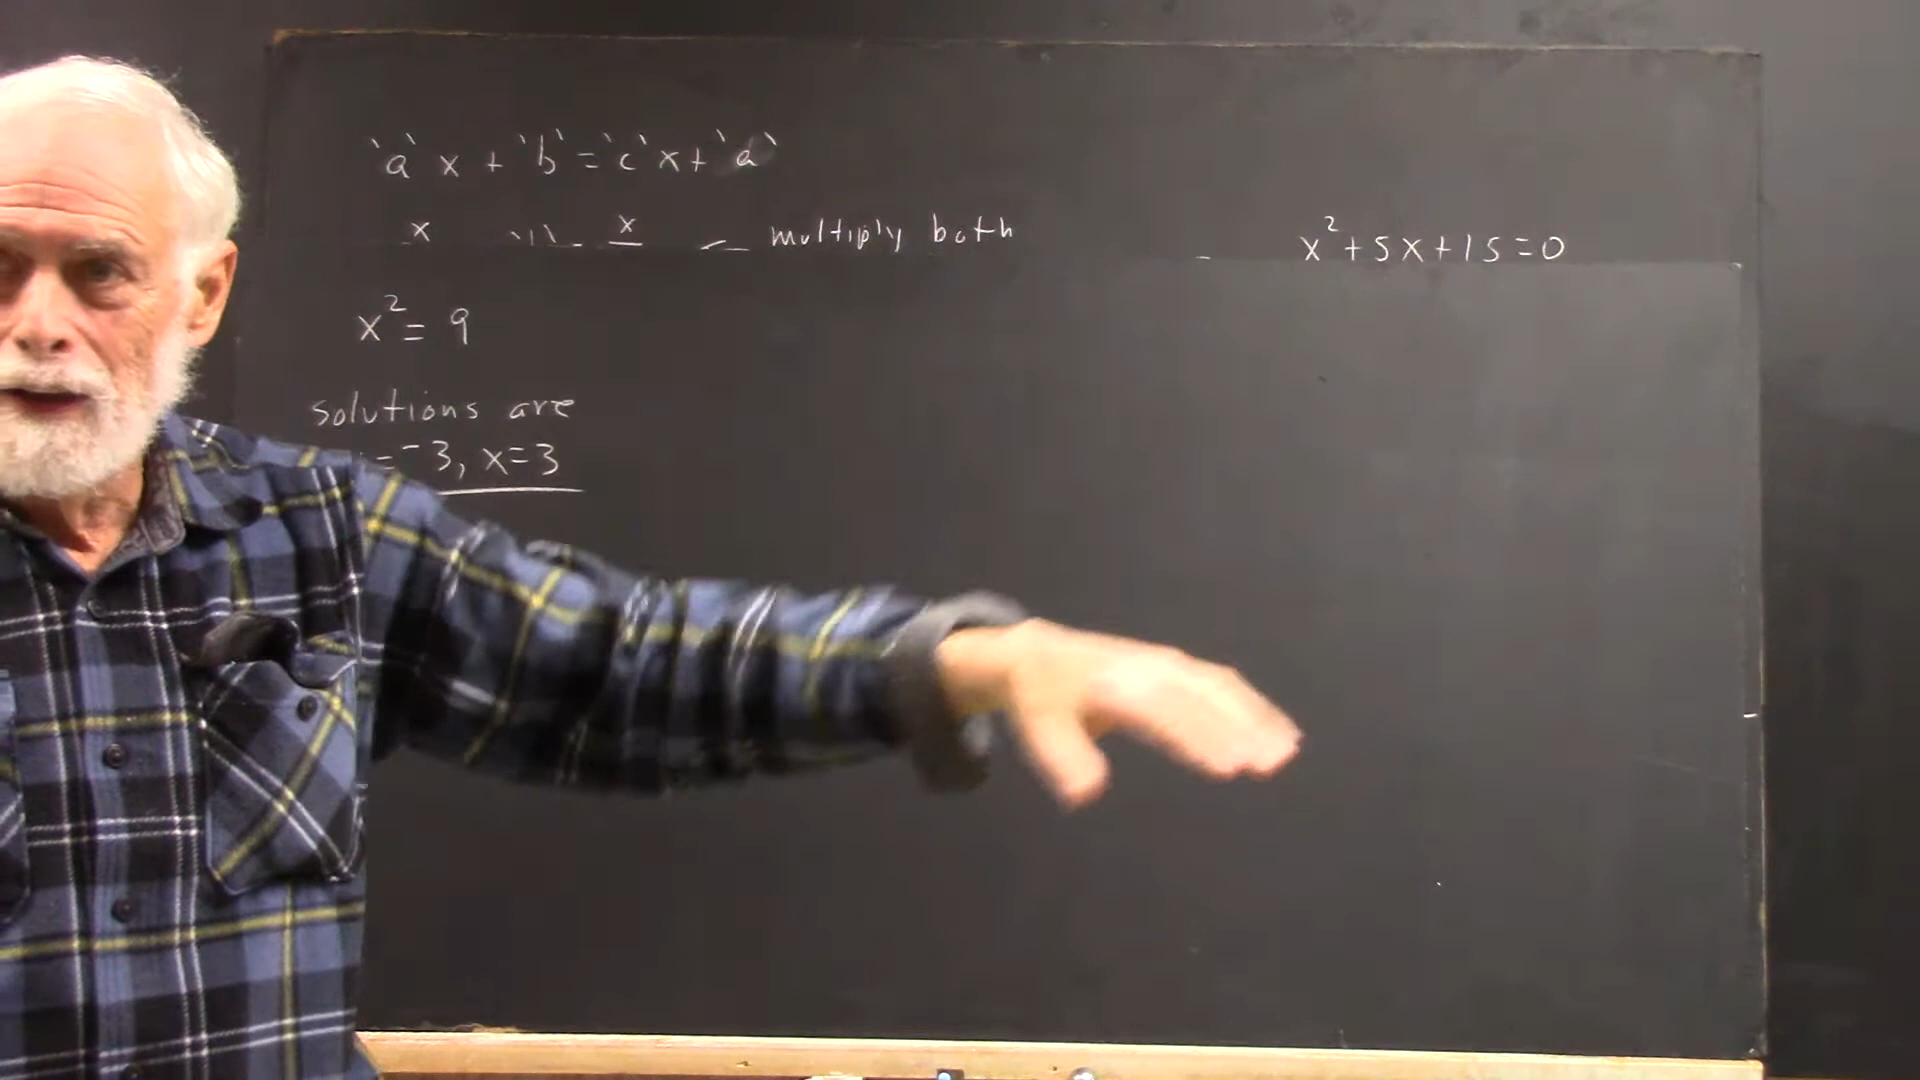 'a' x + 'b' = 'c' x + 'd'
multiply both
x² = 9
solutions are
= -3, x=3
x² + 5x + 15 = 0